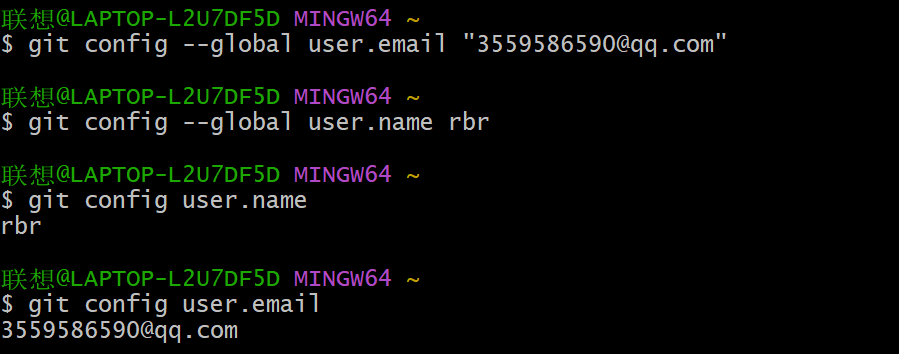 联想@LAPTOP-L2U7DF5D MINGW64 ~
$ git config --global user.email "3559586590@qq.com"
联想@LAPTOP-L2U7DF5D MINGW64 ~
$ git config --global user.name rbr
联想@LAPTOP-L2U7DF5D MINGW64 ~
$ git config user.name
rbr
联想@LAPTOP-L2U7DF5D MINGW64 ~
$ git config user.email
3559586590@qq.com